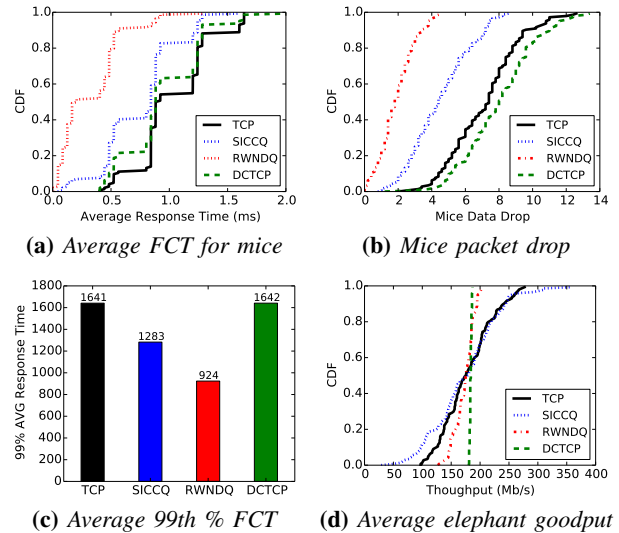 1.0
0.8
0.6
0.4
0.2
0.0
CDF
TCP
SICCQ
RWNDQ
DCTCP
0.0 0.5 1.0 1.5 2.0
Average Response Time (ms)
(a) Average FCT for mice
1.0
0.8
0.6
0.4
0.2
0.0
CDF
TCP
SICCQ
RWNDQ
DCTCP
0 2 4 6 8 10 12 14
Mice Data Drop
(b) Mice packet drop
1800
1600
1400
1200
1000
800
600
400
200
0
99% AVG Response Time
1641
1283
924
1642
TCP SICCQ RWNDQ DCTCP
(c) Average 99th % FCT
1.0
0.8
0.6
0.4
0.2
0.0
CDF
TCP
SICCQ
RWNDQ
DCTCP
0 50 100 150 200 250 300 350 400
Thoughput (Mb/s)
(d) Average elephant goodput